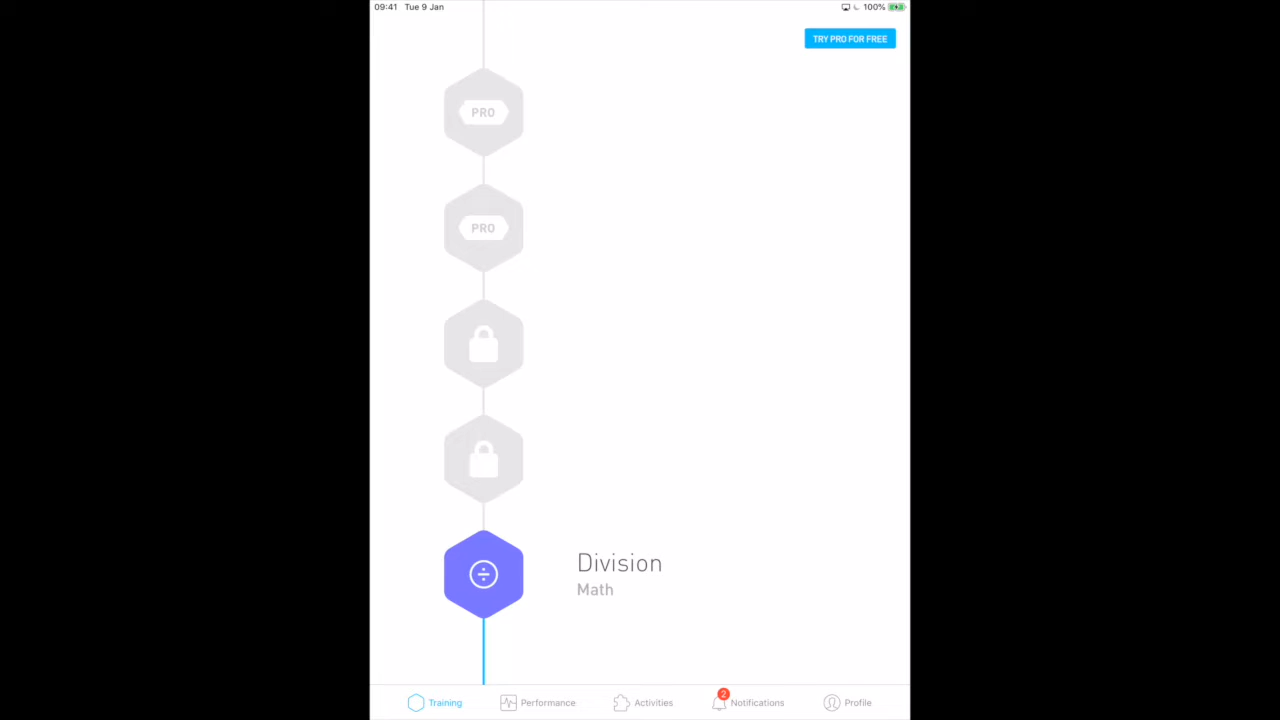 09:41 Tue 9 Jan
100%
TRY PRO FOR FREE
PRO
PRO
Division
Math
Training
Performance
Activities
2
Notifications
Profile